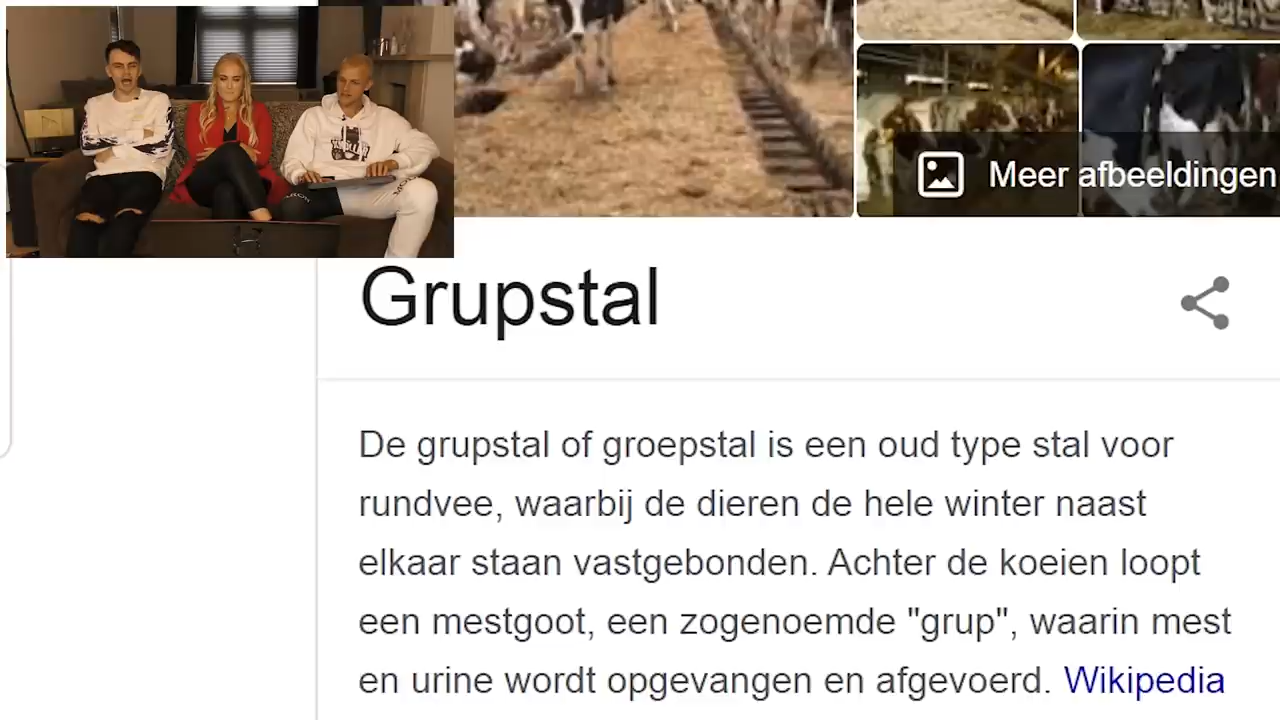 Meer afbeeldingen
Grupstal
De grupstal of groepstal is een oud type stal voor
rundvee, waarbij de dieren de hele winter naast
elkaar staan vastgebonden. Achter de koeien loopt
een mestgoot, een zogenoemde "grup", waarin mest
en urine wordt opgevangen en afgevoerd. Wikipedia